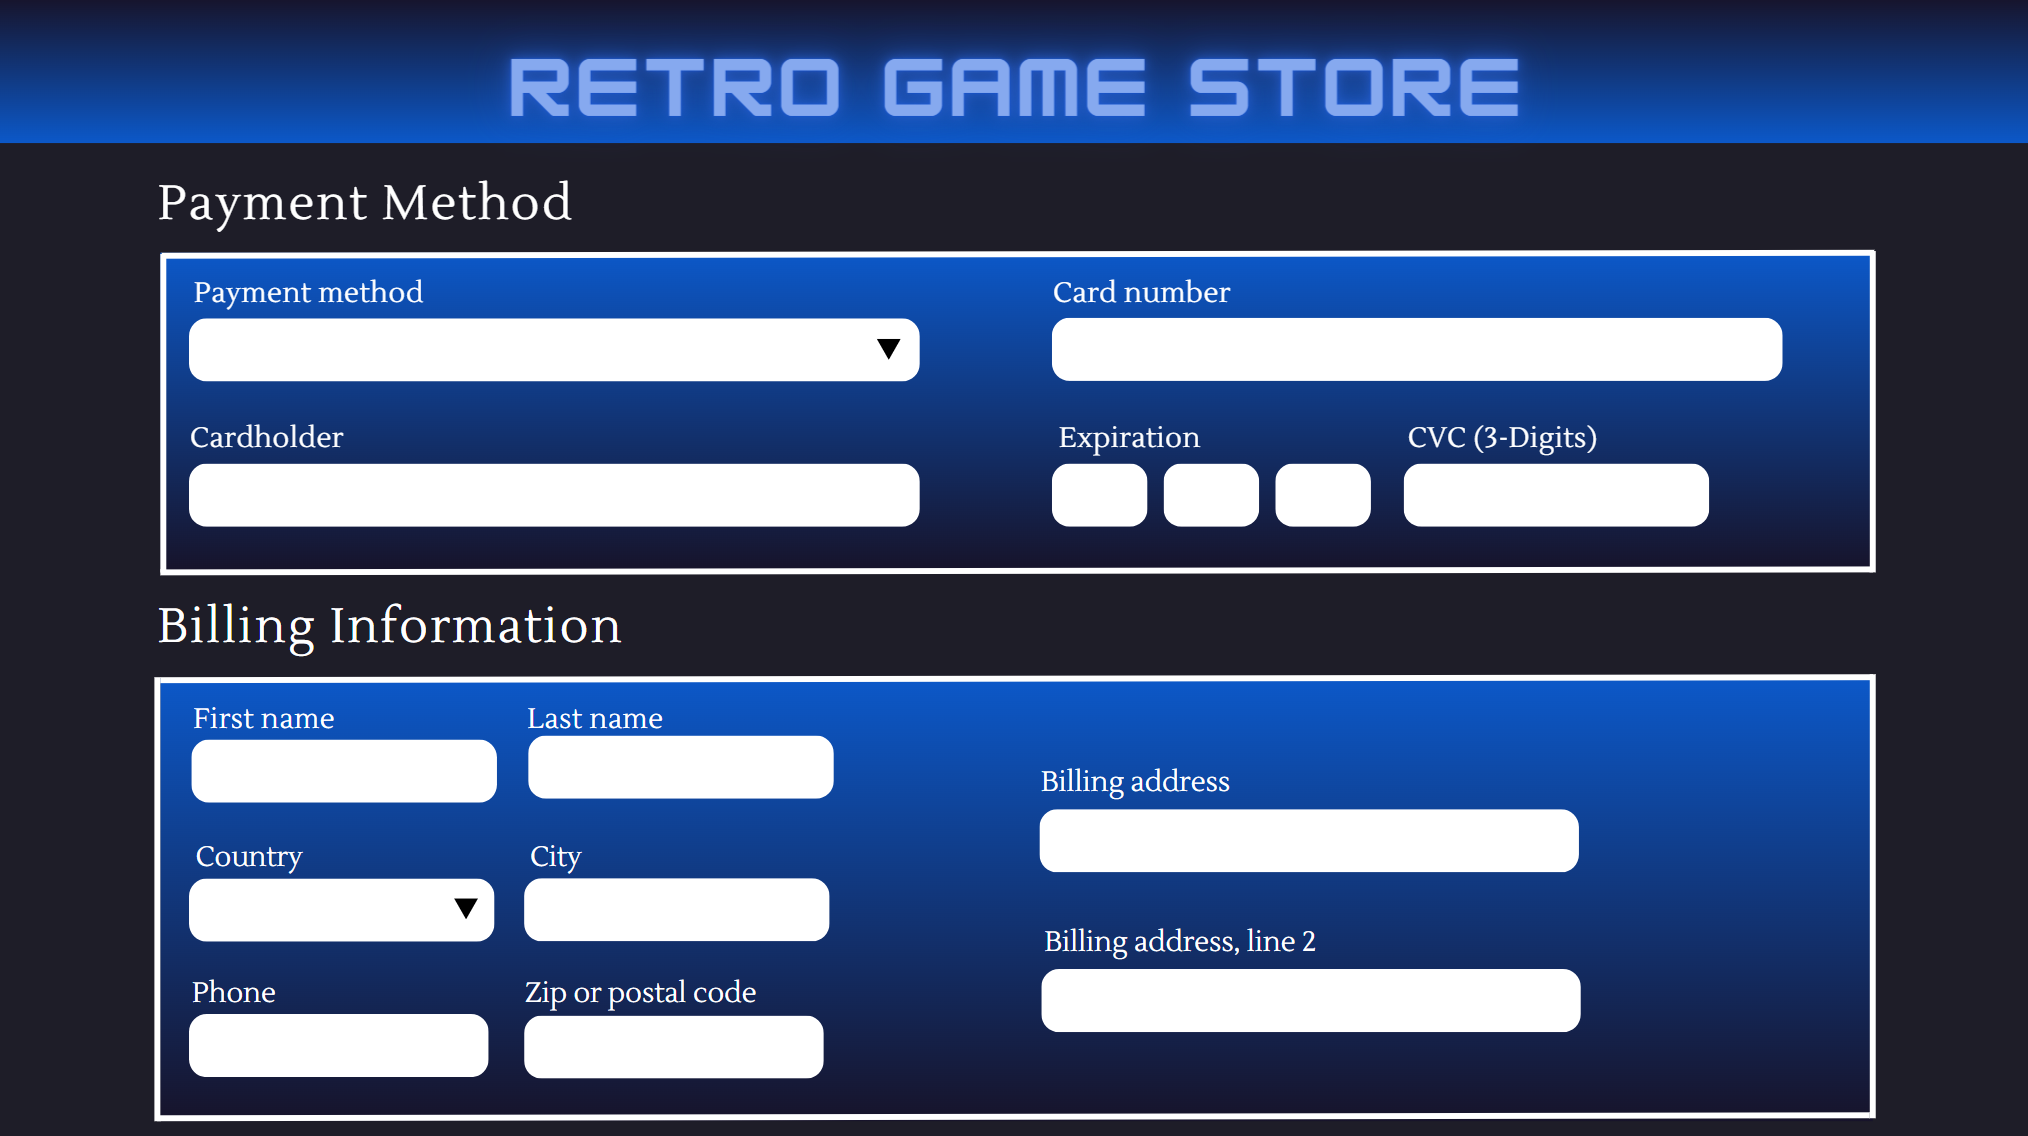 RETRO GAME STORE
Payment Method
Payment method
Card number
Cardholder
Expiration
CVC (3-Digits)
Billing Information
First name
Last name
Billing address
Country
City
Billing address, line 2
Phone
Zip or postal code